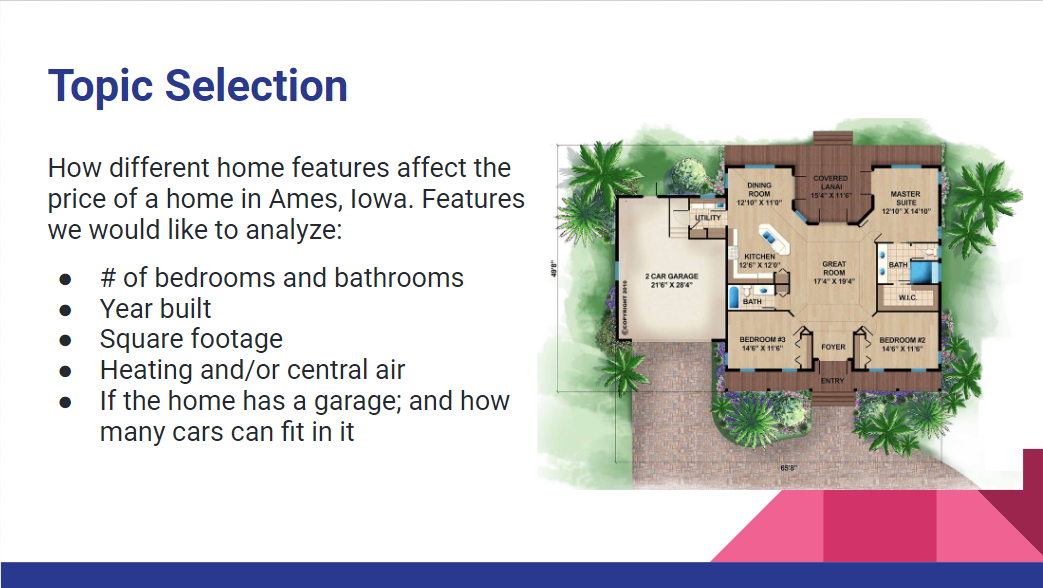 Topic Selection
How different home features affect the
price of a home in Ames, Iowa. Features
we would like to analyze:
● # of bedrooms and bathrooms
● Year built
● Square footage
● Heating and/or central air
● If the home has a garage; and how
many cars can fit in it
COVERED
LANAI
15'4" X 11'6"
DINING
ROOM
12'10" X 11'0"
MASTER
SUITE
12'10" X 14'10"
UTILITY
KITCHEN
12'6" X 12'0"
GREAT
ROOM
17'4" X 19'4"
BATH
W.I.C.
2 CAR GARAGE
21'6" X 28'4"
©COPYRIGHT 2010
BATH
BEDROOM #3
14'6" X 11'6"
FOYER
BEDROOM #2
14'6" X 11'6"
ENTRY
65'8"